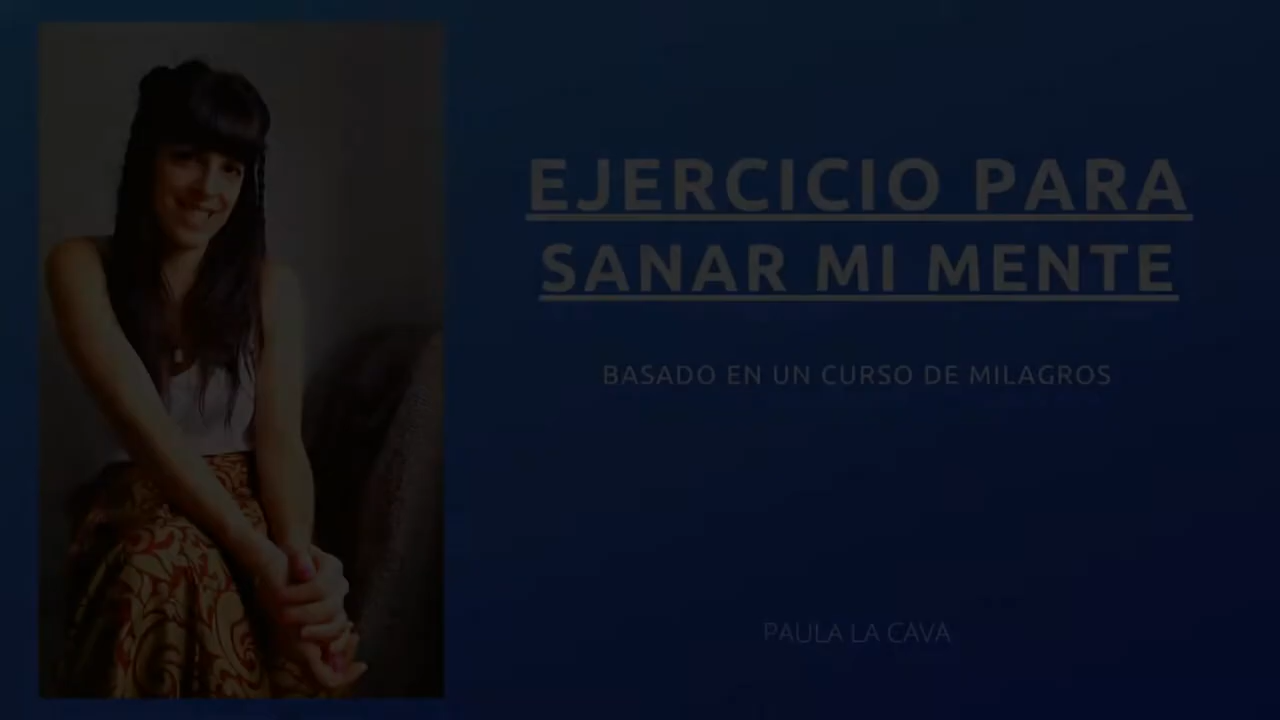 EJERCICIO PARA
SANAR MI MENTE
BASADO EN UN CURSO DE MILAGROS
PAULA LA CAVA